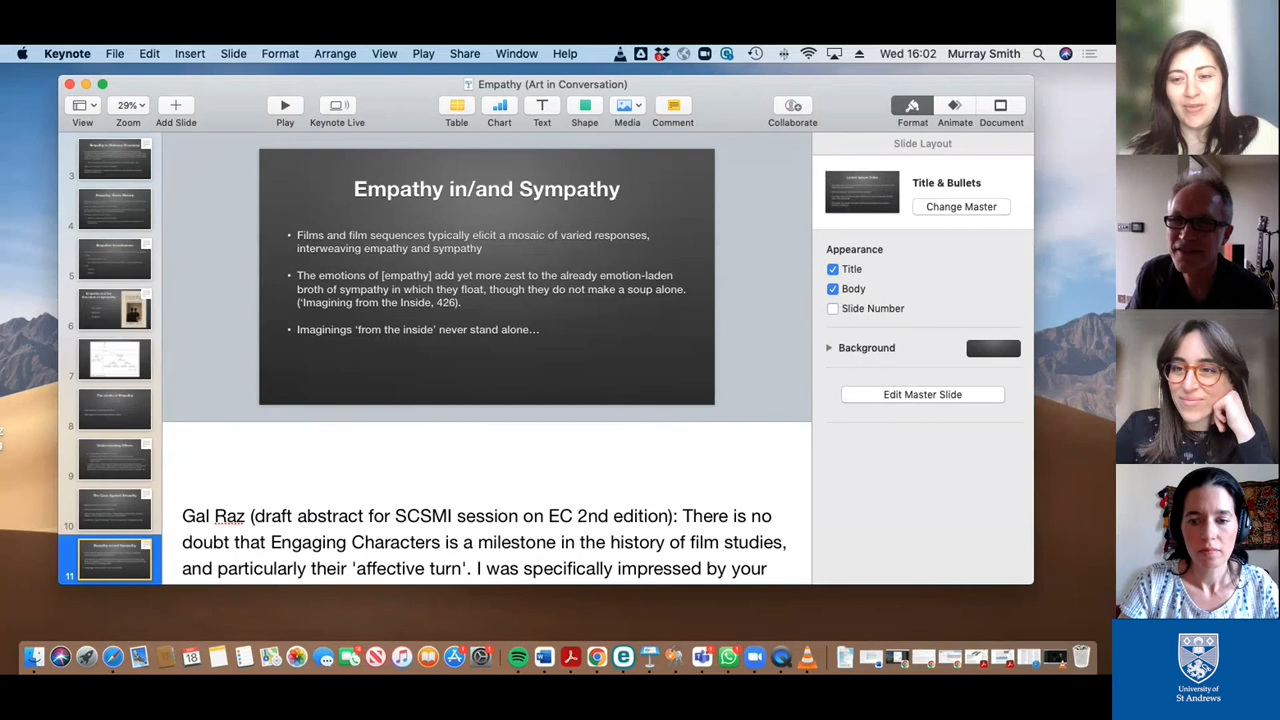 Keynote File Edit Insert Slide Format Arrange View Play Share Window Help Wed 16:02 Murray Smith
Empathy (Art in Conversation)
29%
View Zoom Add Slide Play Keynote Live Table Chart Text Shape Media Comment Collaborate Format Animate Document
Slide Layout
Title & Bullets
Change Master
Appearance
Title
Body
Slide Number
Background
Edit Master Slide
3
4
5
6
7
8
9
10
11
Empathy in/and Sympathy
• Films and film sequences typically elicit a mosaic of varied responses,
interweaving empathy and sympathy
• The emotions of [empathy] add yet more zest to the already emotion-laden
broth of sympathy in which they float, though they do not make a soup alone.
('Imagining from the Inside, 426).
• Imaginings 'from the inside' never stand alone…
Gal Raz (draft abstract for SCSMI session on EC 2nd edition): There is no
doubt that Engaging Characters is a milestone in the history of film studies,
and particularly their 'affective turn'. I was specifically impressed by your
University of
St Andrews